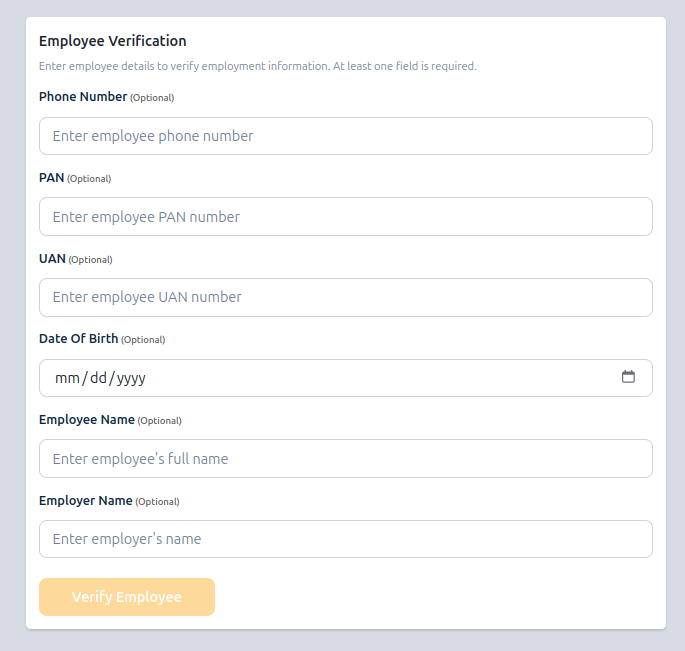 Employee Verification
Enter employee details to verify employment information. At least one field is required.
Phone Number (Optional)
Enter employee phone number
PAN (Optional)
Enter employee PAN number
UAN (Optional)
Enter employee UAN number
Date Of Birth (Optional)
mm/dd/yyyy
Employee Name (Optional)
Enter employee's full name
Employer Name (Optional)
Enter employer's name
Verify Employee